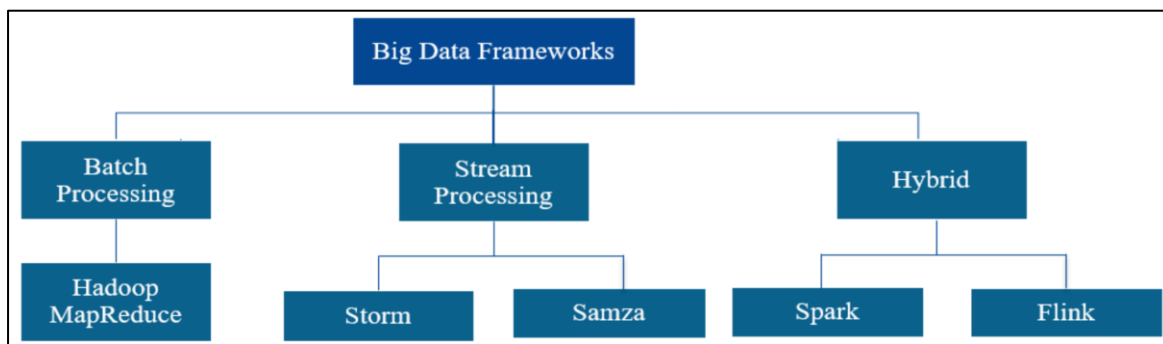 Big Data Frameworks
Batch
Processing
Stream
Processing
Hybrid
Hadoop
MapReduce
Storm
Samza
Spark
Flink